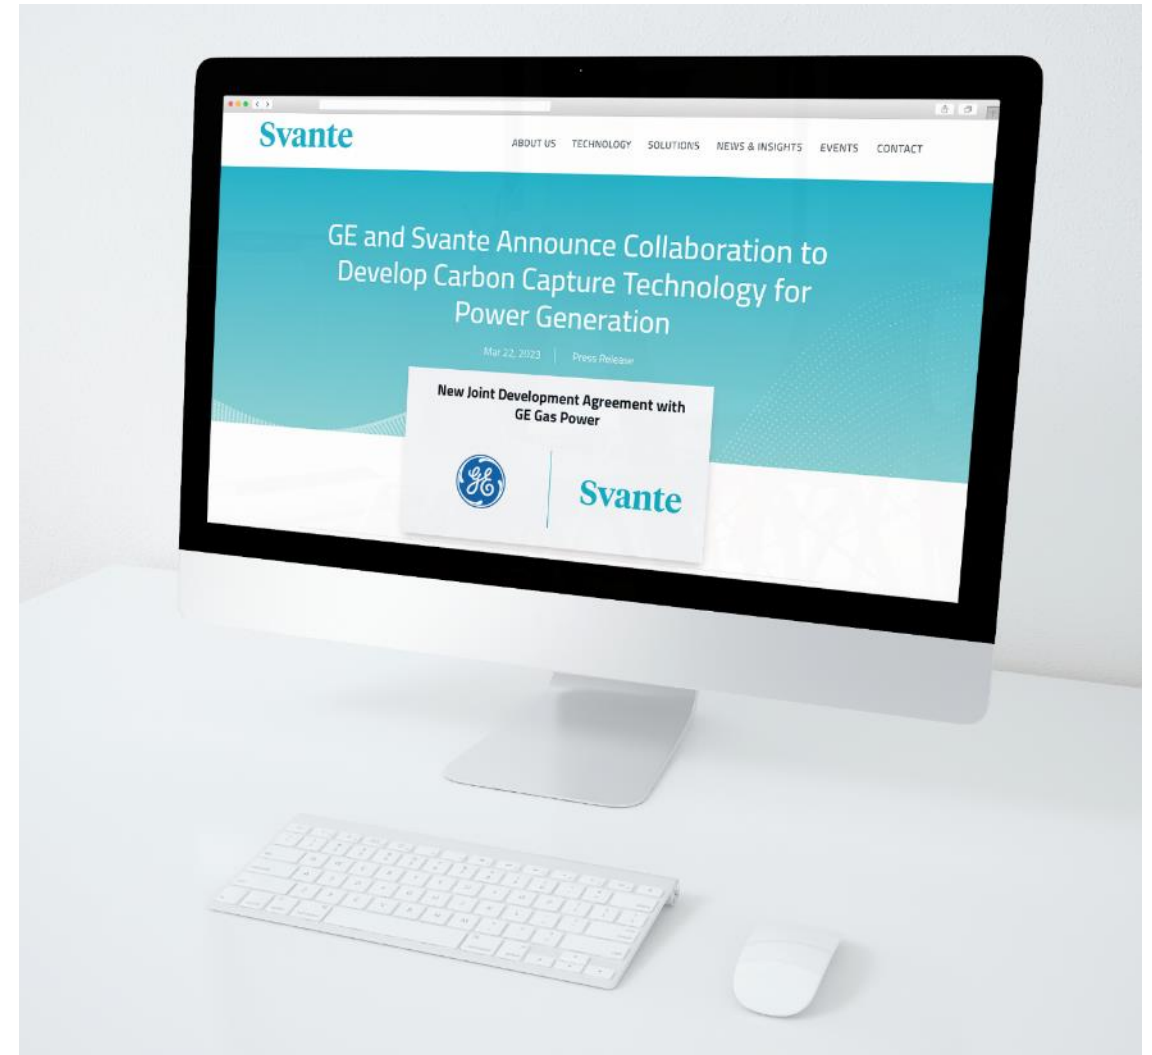 Svante
ABOUT US TECHNOLOGY SOLUTIONS NEWS & INSIGHTS EVENTS CONTACT
GE and Svante Announce Collaboration to
Develop Carbon Capture Technology for
Power Generation
Mar 22, 2023 | Press Release
New Joint Development Agreement with
GE Gas Power
GE
Svante